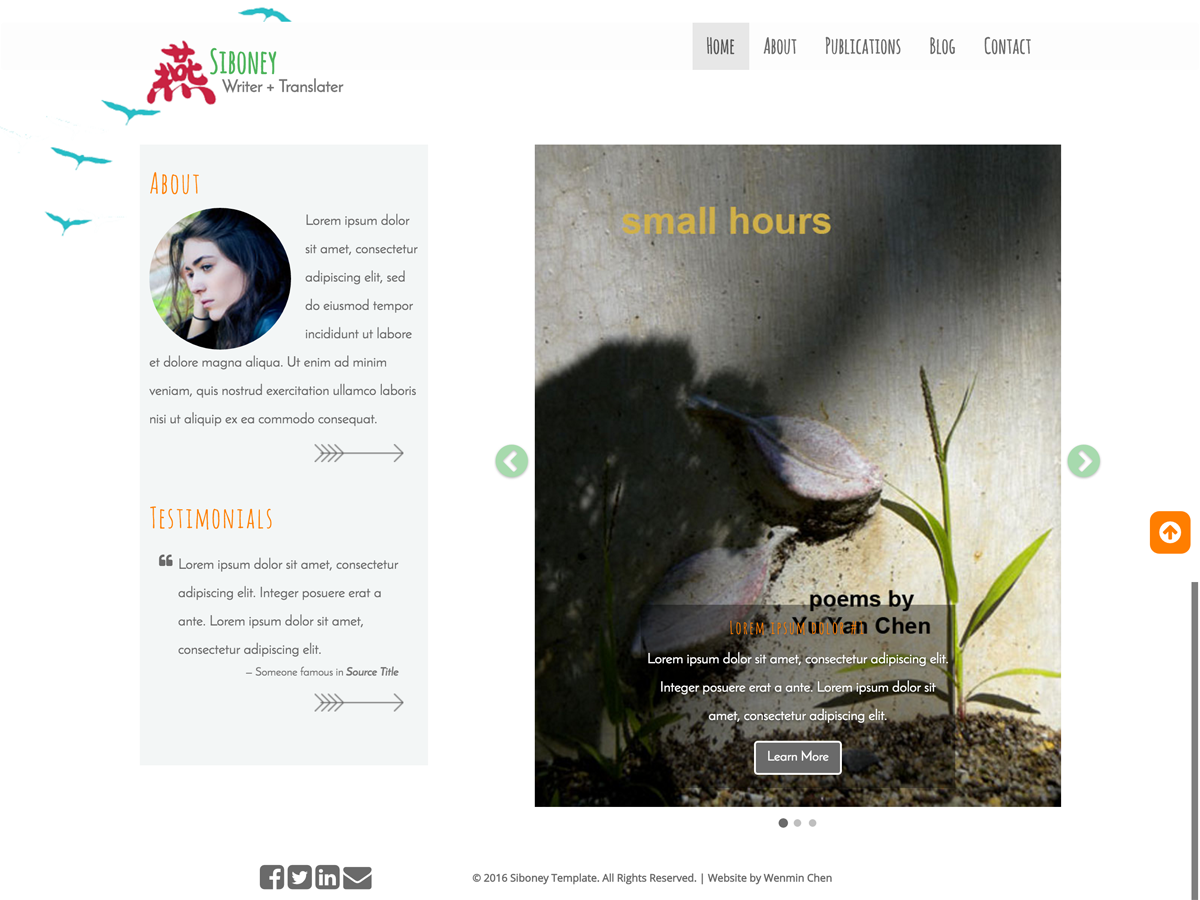 Home About Publications Blog Contact
燕 Siboney
Writer + Translater
About
Lorem ipsum dolor
sit amet, consectetur
adipiscing elit, sed
do eiusmod tempor
incididunt ut labore
et dolore magna aliqua. Ut enim ad minim
veniam, quis nostrud exercitation ullamco laboris
nisi ut aliquip ex ea commodo consequat.
Testimonials
Lorem ipsum dolor sit amet, consectetur
adipiscing elit. Integer posuere erat a
ante. Lorem ipsum dolor sit amet,
consectetur adipiscing elit.
– Someone famous in Source Title
small hours
poems by
YuYan Chen
Lorem ipsum dolor
Lorem ipsum dolor sit amet, consectetur adipiscing elit.
Integer posuere erat a ante. Lorem ipsum dolor sit
amet, consectetur adipiscing elit.
Learn More
© 2016 Siboney Template. All Rights Reserved. | Website by Wenmin Chen